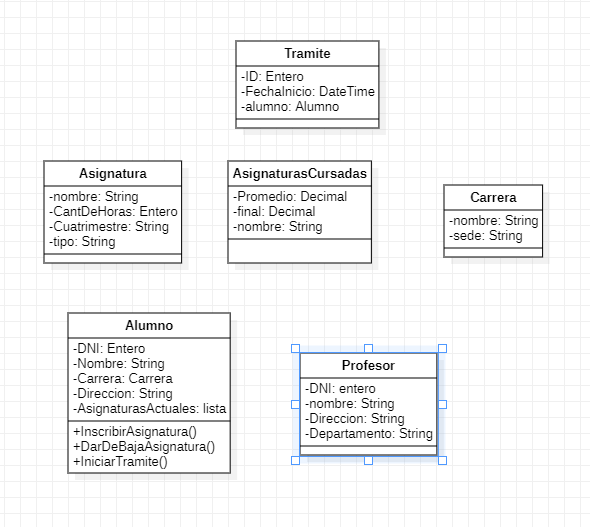 Tramite
-ID: Entero
-FechaInicio: DateTime
-alumno: Alumno
Asignatura
-nombre: String
-CantDeHoras: Entero
-Cuatrimestre: String
-tipo: String
AsignaturasCursadas
-Promedio: Decimal
-final: Decimal
-nombre: String
Carrera
-nombre: String
-sede: String
Alumno
-DNI: Entero
-Nombre: String
-Carrera: Carrera
-Direccion: String
-AsignaturasActuales: lista
+InscribirAsignatura()
+DarDeBajaAsignatura()
+IniciarTramite()
Profesor
-DNI: entero
-nombre: String
-Direccion: String
-Departamento: String